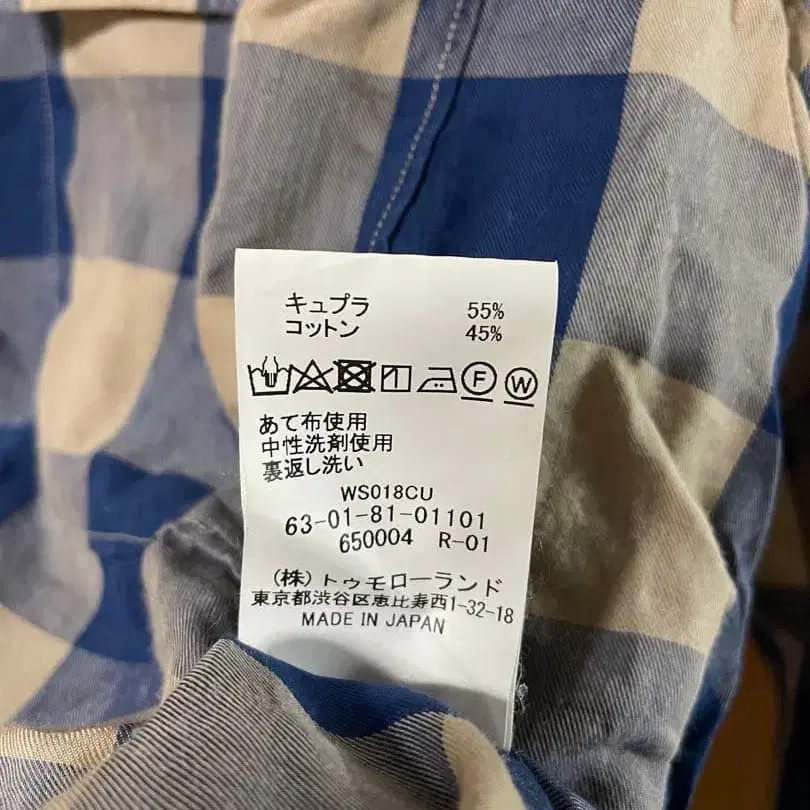 キュプラ 55%
コットン 45%
F W
あて布使用
中性洗剤使用
裏返し洗い
WS018CU
63-01-81-01101
650004 R-01
(株)トゥモローランド
東京都渋谷区恵比寿西1-32-18
MADE IN JAPAN